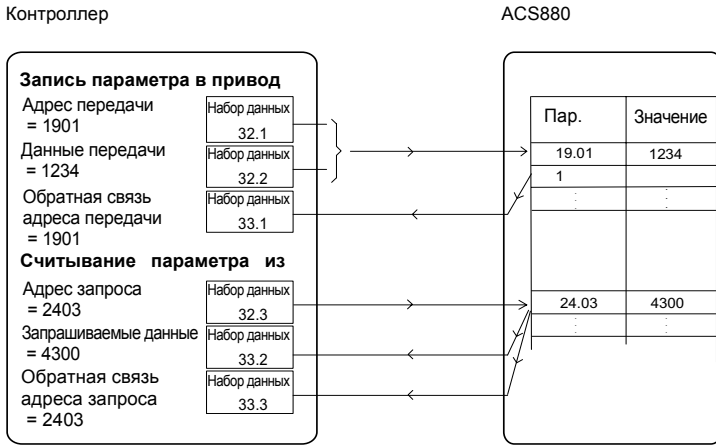 Контроллер
ACS880
Запись параметра в привод
Адрес передачи
= 1901
Набор данных
32.1
Данные передачи
= 1234
Набор данных
32.2
Обратная связь
адреса передачи
= 1901
Набор данных
33.1
Считывание параметра из
Адрес запроса
= 2403
Набор данных
32.3
Запрашиваемые данные
= 4300
Набор данных
33.2
Обратная связь
адреса запроса
= 2403
Набор данных
33.3
Пар. Значение
19.01 1234
1
24.03 4300